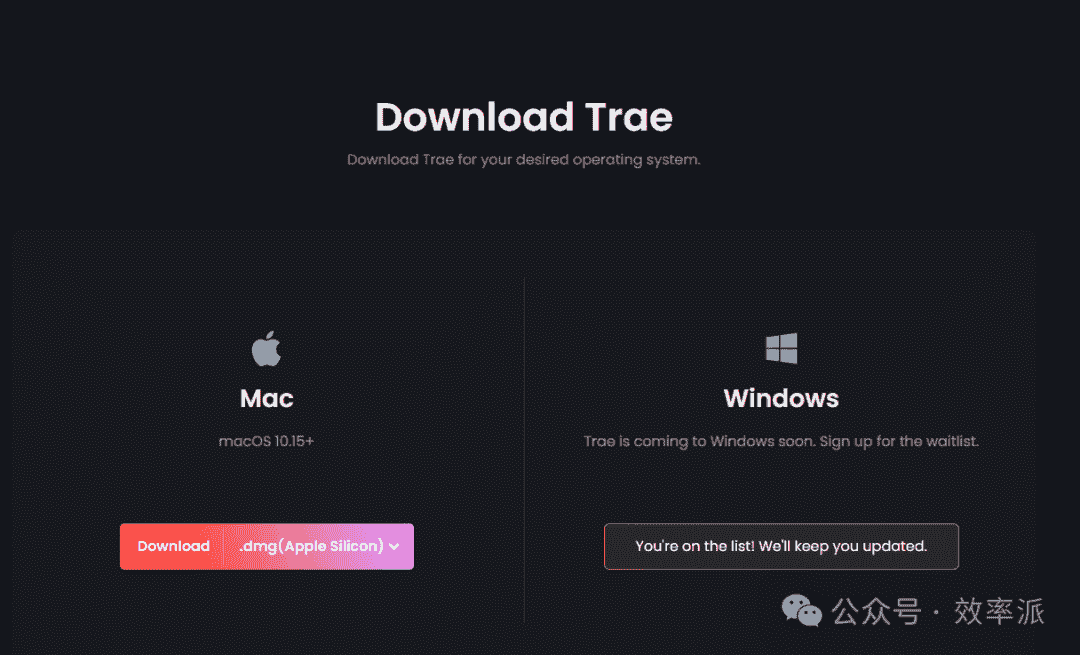 Download Trae
Download Trae for your desired operating system.
Mac
macOS 10.15+
Download .dmg(Apple Silicon)
Windows
Trae is coming to Windows soon. Sign up for the waitlist.
You're on the list! We'll keep you updated.
公众号 · 效率派